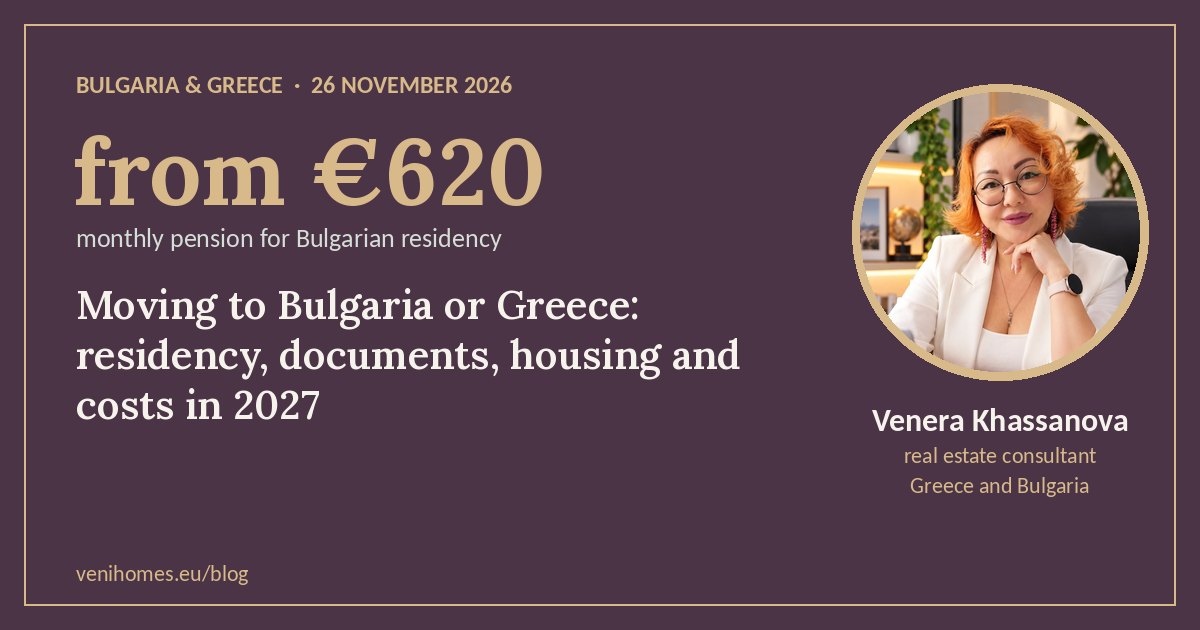 BULGARIA & GREECE · 26 NOVEMBER 2026
from €620
monthly pension for Bulgarian residency
Moving to Bulgaria or Greece:
residency, documents, housing and
costs in 2027
Venera Khassanova
real estate consultant
Greece and Bulgaria
venihomes.eu/blog